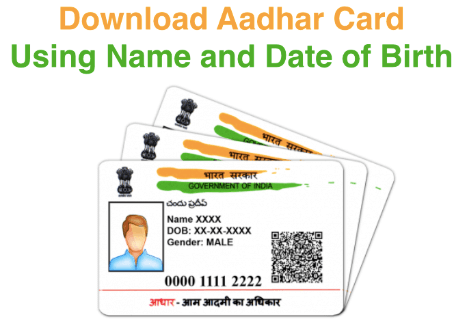 Download Aadhar Card
Using Name and Date of Birth
भारत सरकार
भारत सरकार
भारत सरकार
GOVERNMENT OF INDIA
చందు ప్రదీప్
Name XXXX
DOB: XX-XX-XXXX
Gender: MALE
0000 1111 2222
आधार - आम आदमी का अधिकार